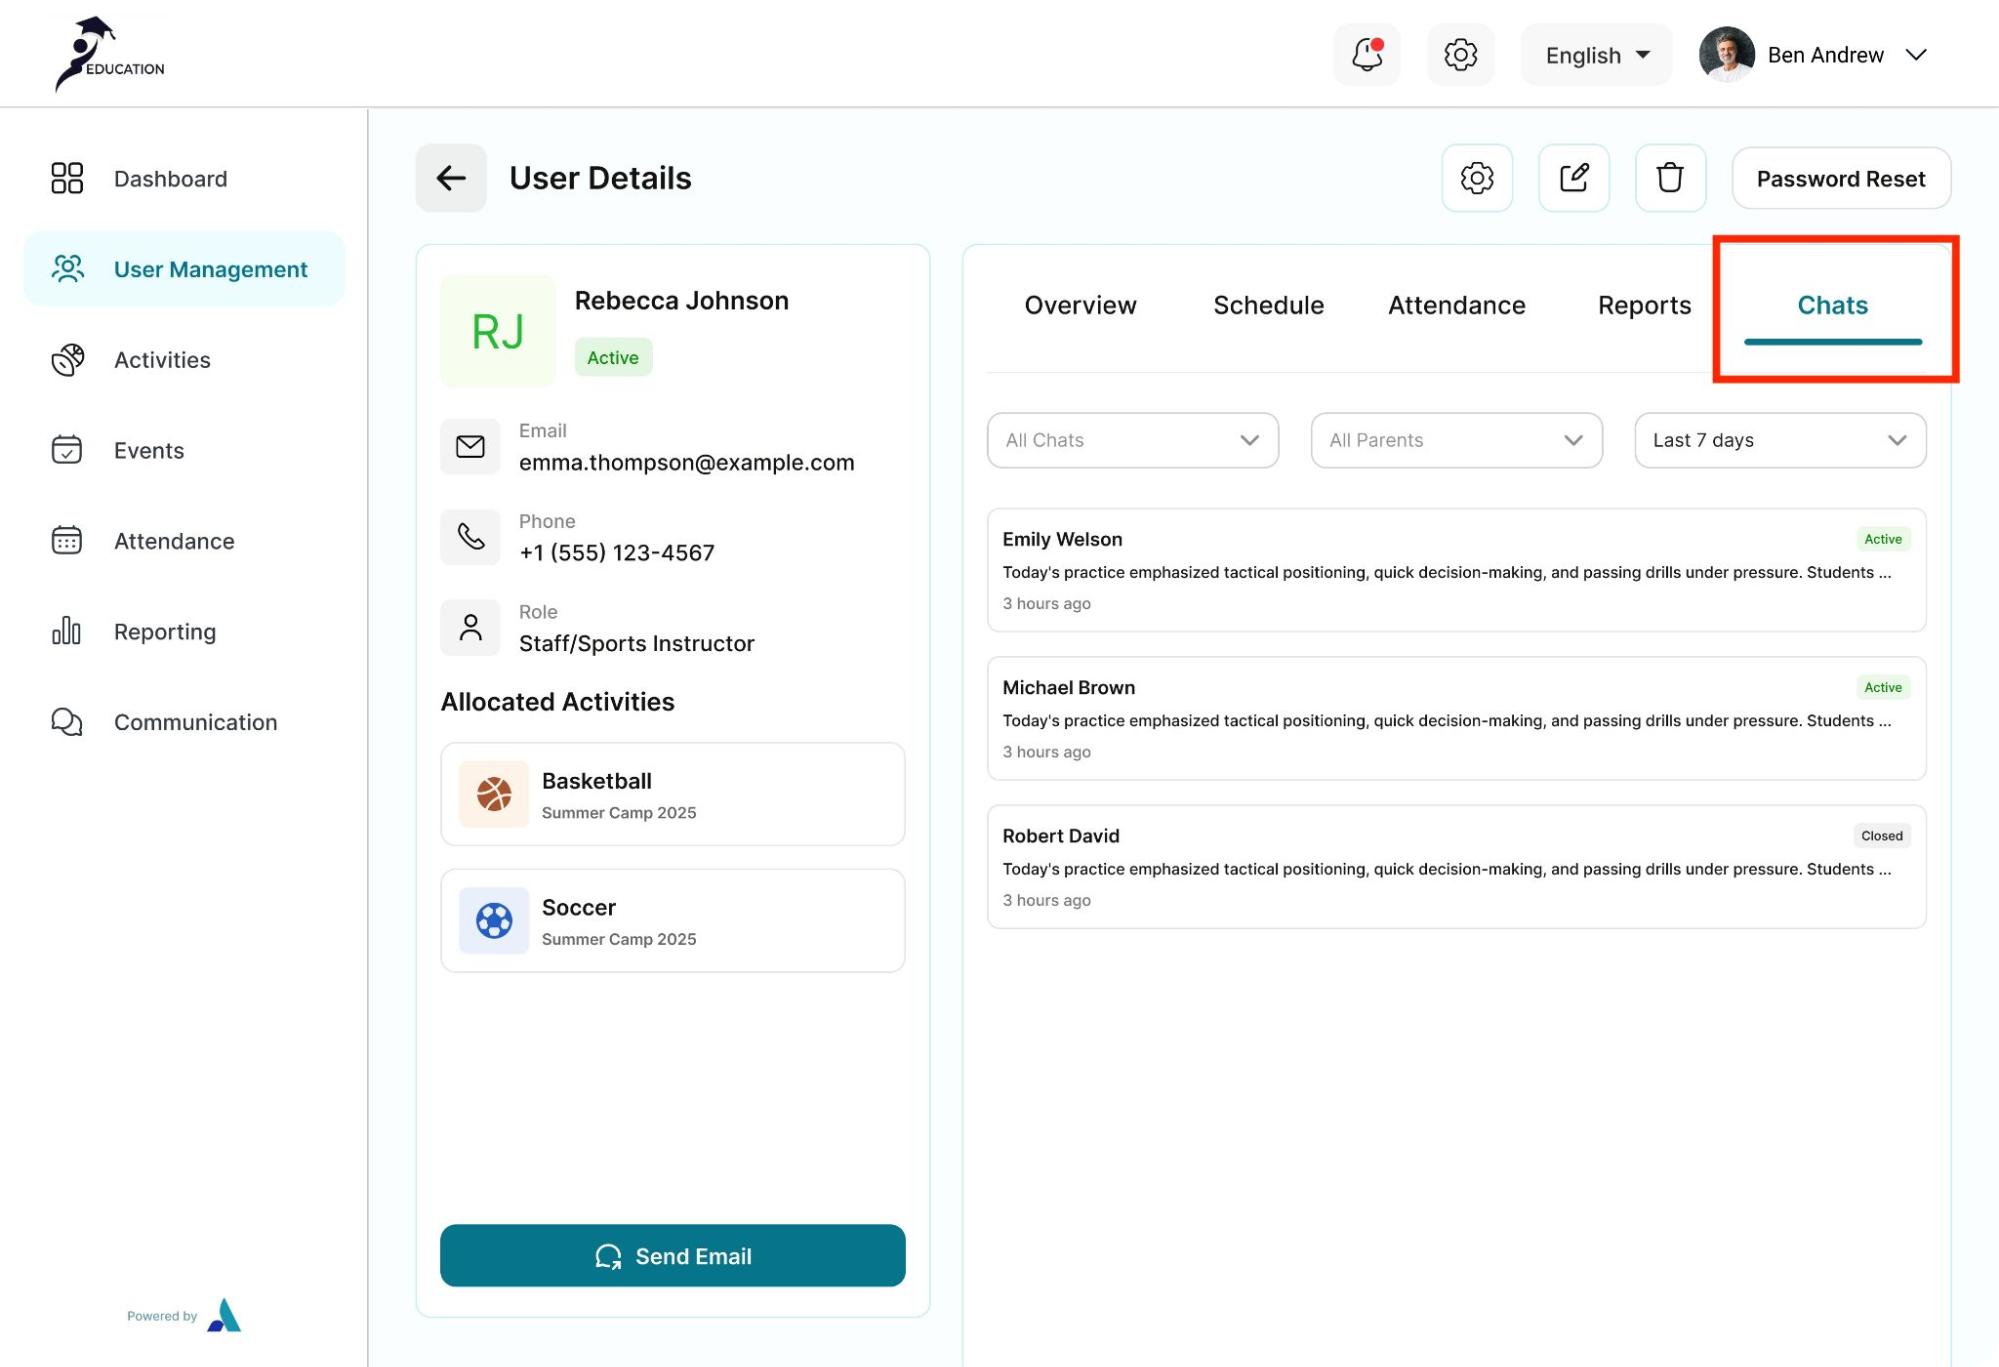 EDUCATION
English
Ben Andrew
Dashboard
User Management
Activities
Events
Attendance
Reporting
Communication
Powered by
User Details
Password Reset
RJ
Rebecca Johnson
Active
Email
emma.thompson@example.com
Phone
+1 (555) 123-4567
Role
Staff/Sports Instructor
Allocated Activities
Basketball
Summer Camp 2025
Soccer
Summer Camp 2025
Send Email
Overview
Schedule
Attendance
Reports
Chats
All Chats
All Parents
Last 7 days
Emily Welson
Active
Today's practice emphasized tactical positioning, quick decision-making, and passing drills under pressure. Students ...
3 hours ago
Michael Brown
Active
Today's practice emphasized tactical positioning, quick decision-making, and passing drills under pressure. Students ...
3 hours ago
Robert David
Closed
Today's practice emphasized tactical positioning, quick decision-making, and passing drills under pressure. Students ...
3 hours ago